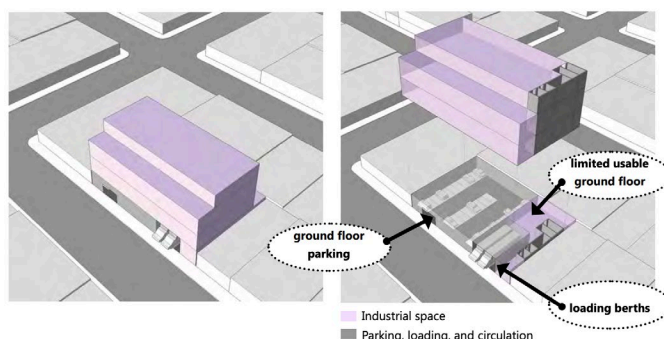 limited usable
ground floor
ground floor
parking
loading berths
Industrial space
Parking, loading, and circulation